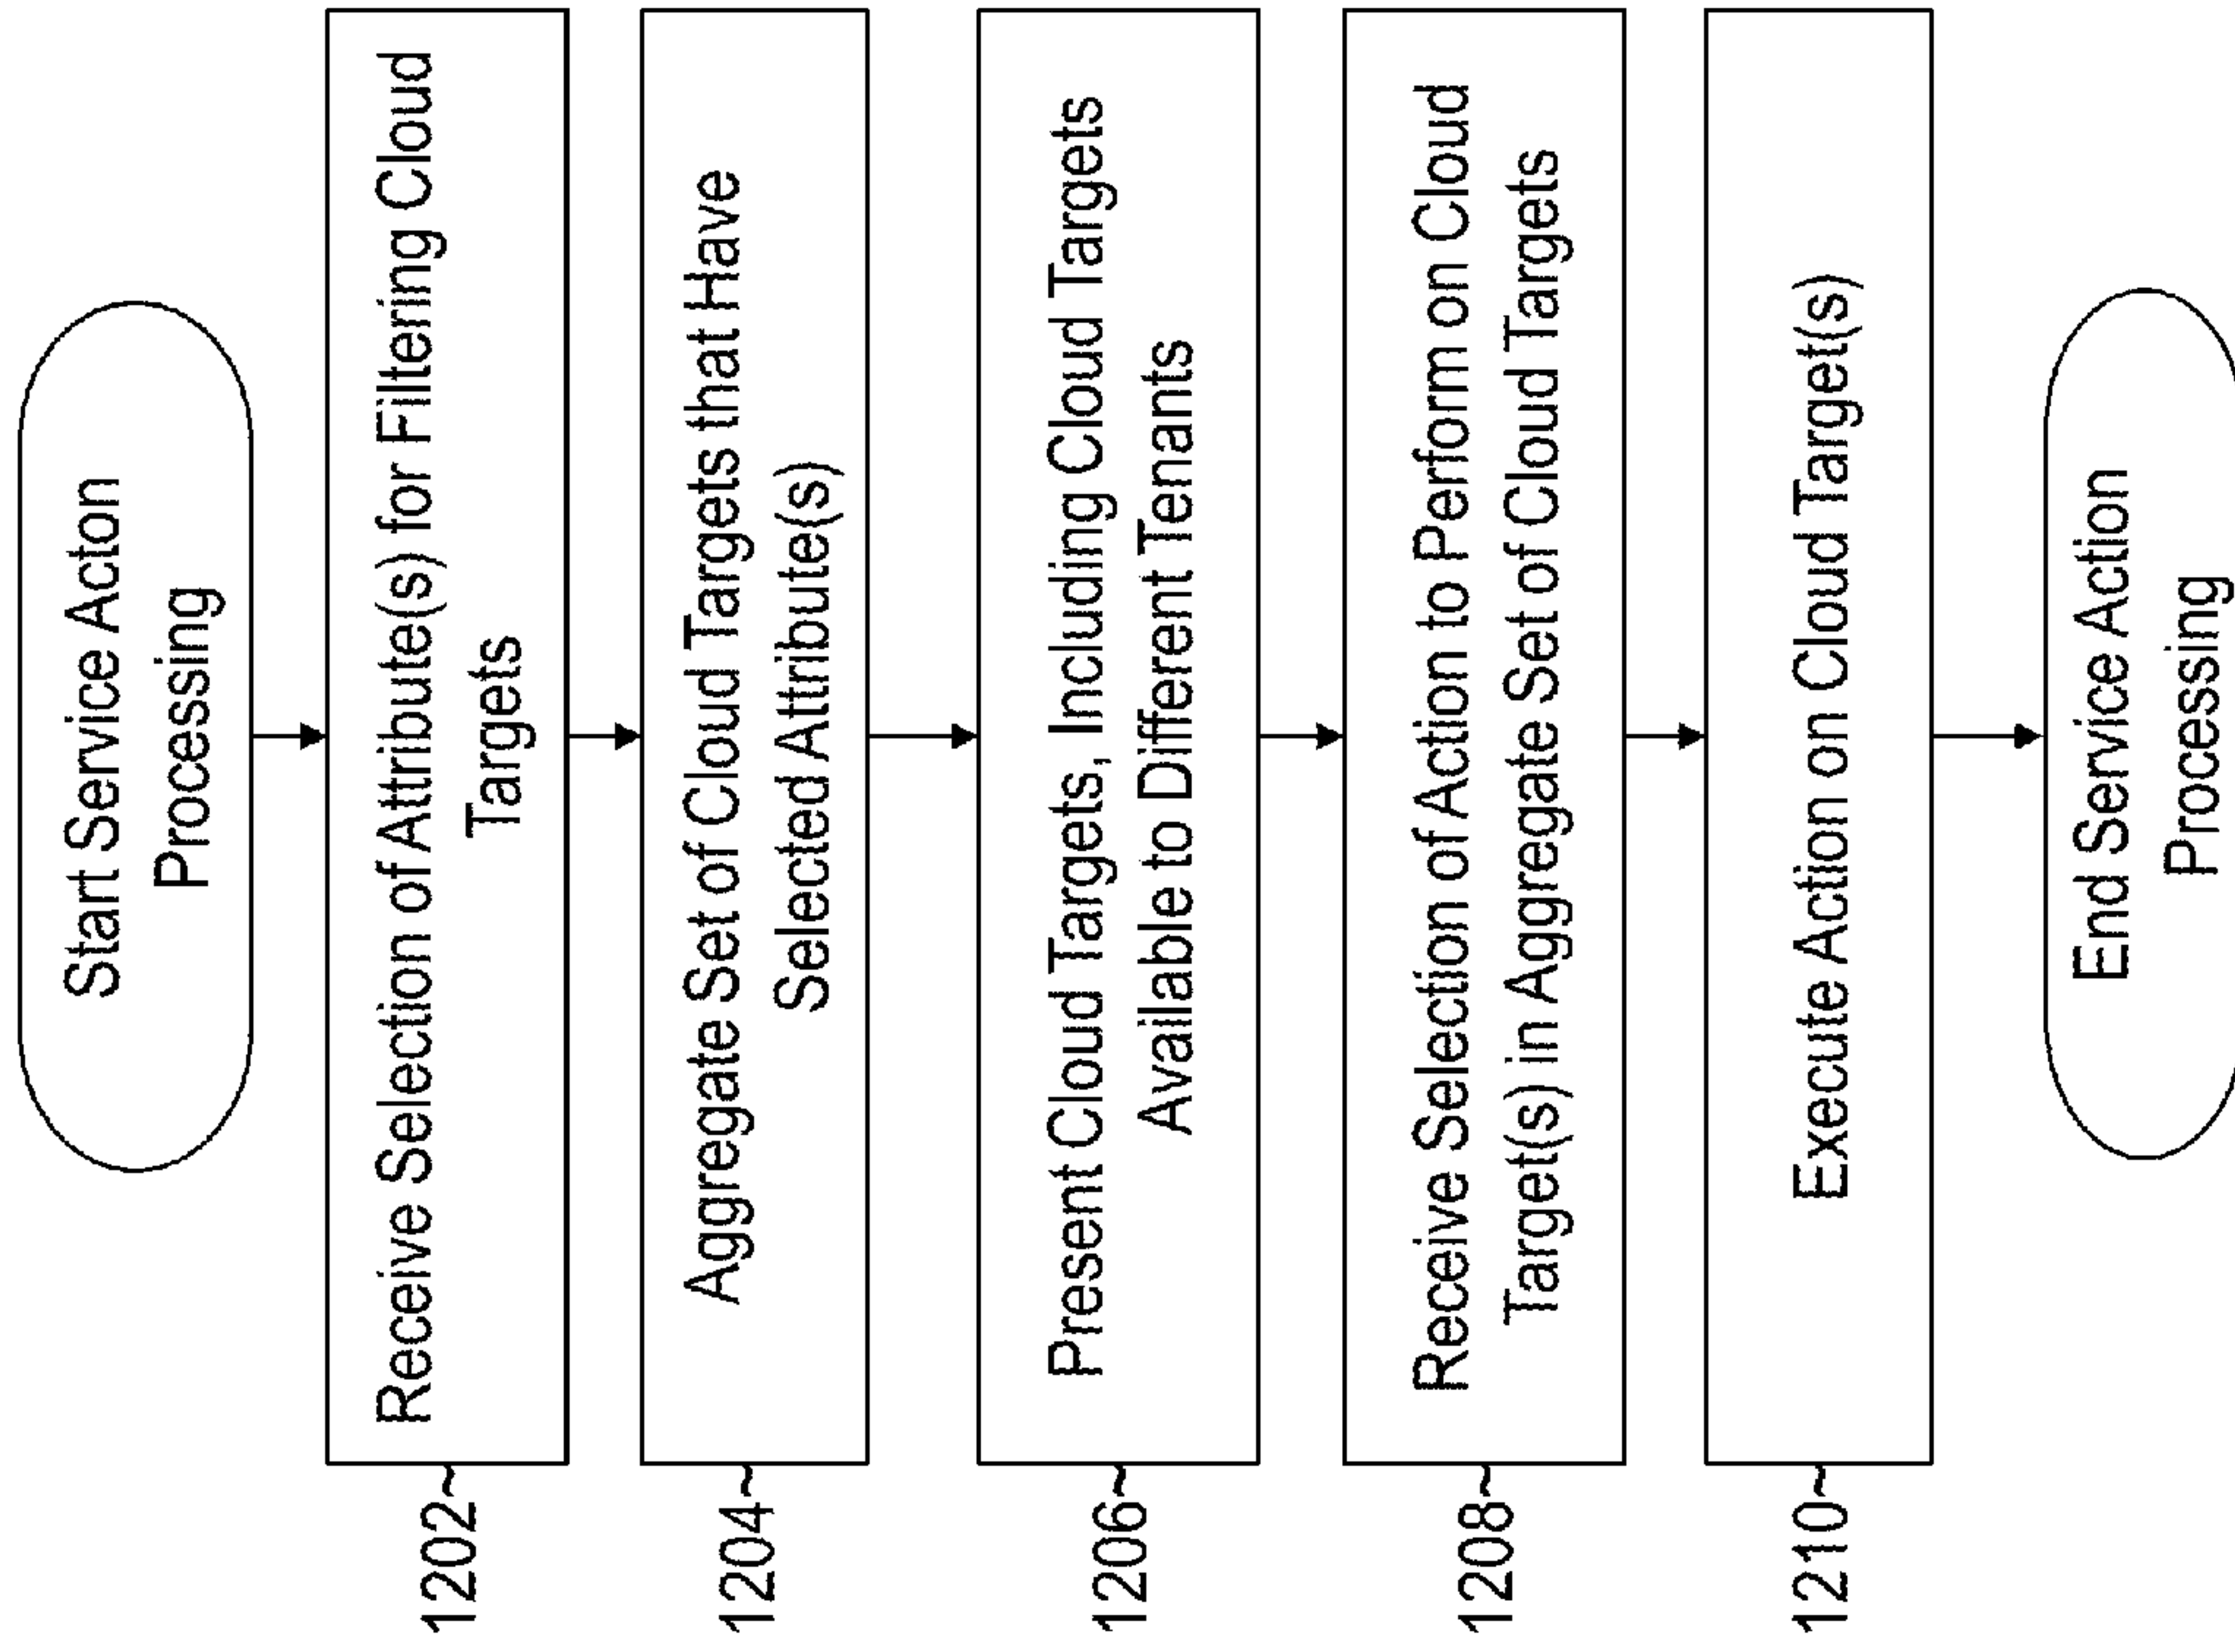 Start Service Acton
Processing
1202~
Receive Selection of Attribute(s) for Filtering Cloud
Targets
1204~
Aggregate Set of Cloud Targets that Have
Selected Attribute(s)
1206~
Present Cloud Targets, Including Cloud Targets
Available to Different Tenants
1208~
Receive Selection of Action to Perform on Cloud
Target(s) in Aggregate Set of Cloud Targets
1210~
Execute Action on Cloud Target(s)
End Service Action
Processing